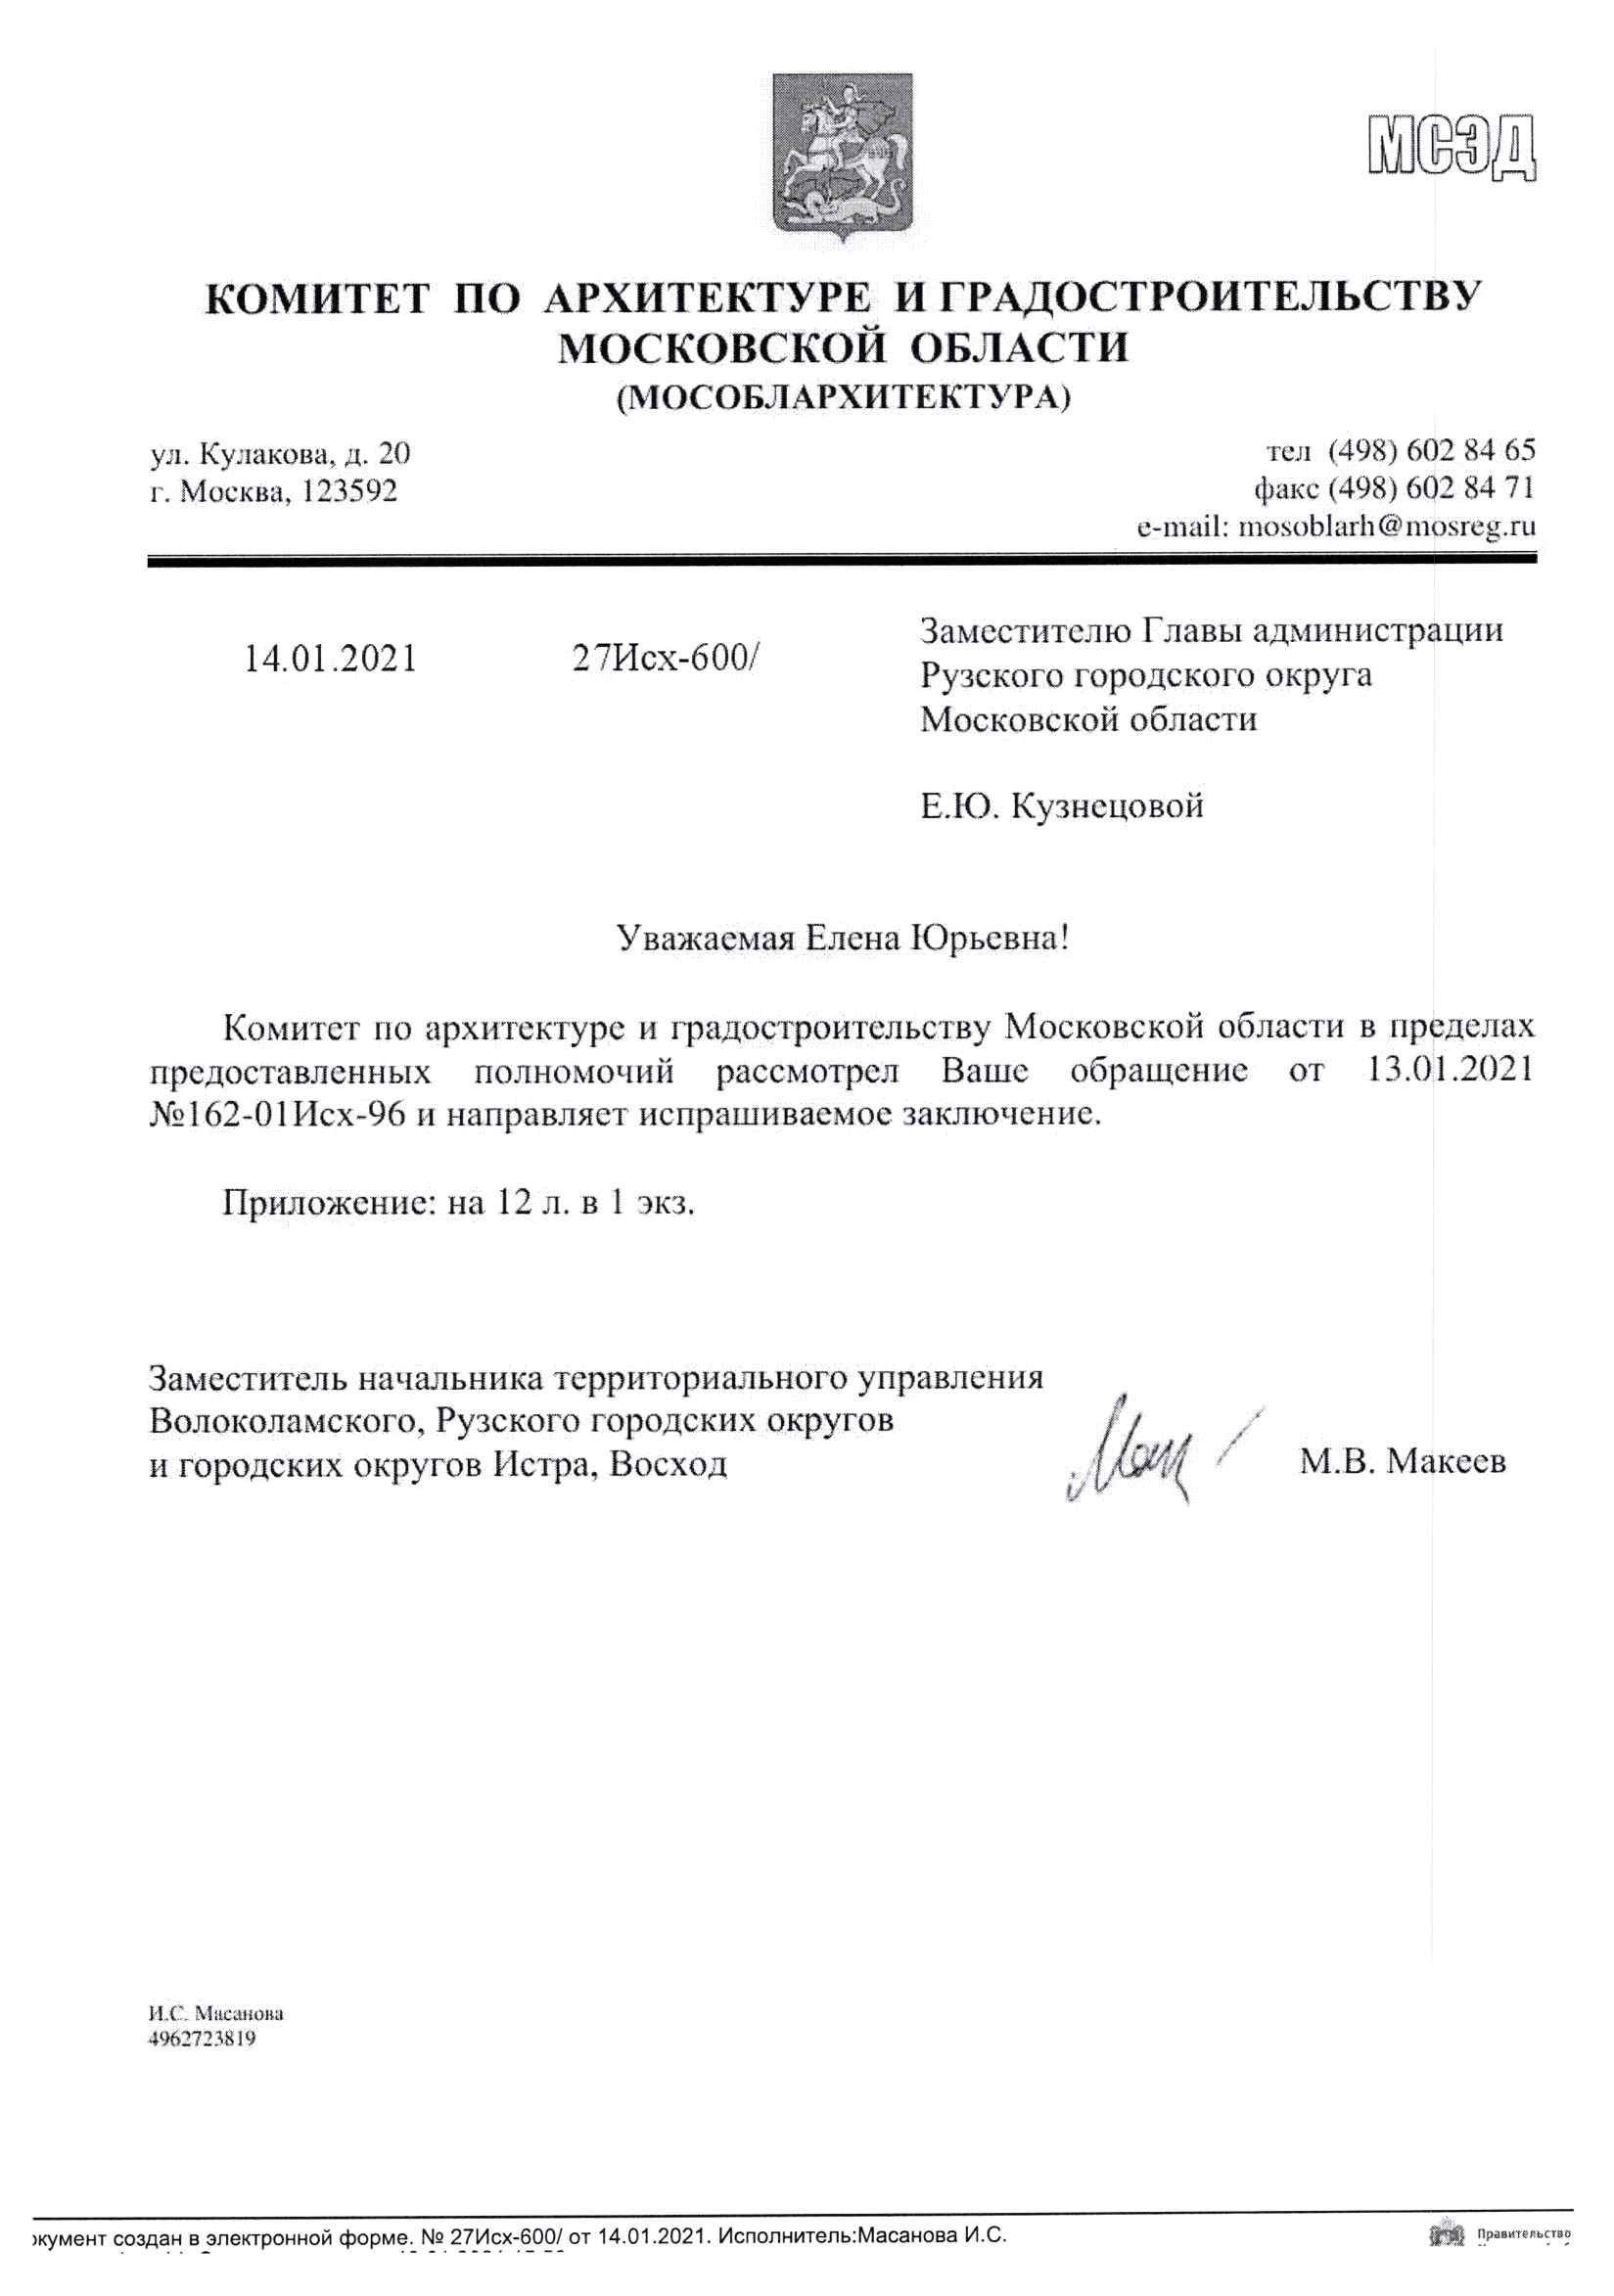 МСЭД
КОМИТЕТ ПО АРХИТЕКТУРЕ И ГРАДОСТРОИТЕЛЬСТВУ
МОСКОВСКОЙ ОБЛАСТИ
(МОСОБЛАРХИТЕКТУРА)
ул. Кулакова, д. 20
г. Москва, 123592
тел (498) 602 84 65
факс (498) 602 84 71
e-mail: mosoblarh@mosreg.ru
14.01.2021 27Исх-600/
Заместителю Главы администрации
Рузского городского округа
Московской области
Е.Ю. Кузнецовой
Уважаемая Елена Юрьевна!
Комитет по архитектуре и градостроительству Московской области в пределах
предоставленных полномочий рассмотрел Ваше обращение от 13.01.2021
№162-01Исх-96 и направляет испрашиваемое заключение.
Приложение: на 12 л. в 1 экз.
Заместитель начальника территориального управления
Волоколамского, Рузского городских округов
и городских округов Истра, Восход
М.В. Макеев
И.С. Масанова
4962723819
окумент создан в электронной форме. № 27Исх-600/ от 14.01.2021. Исполнитель:Масанова И.С.
Правительство